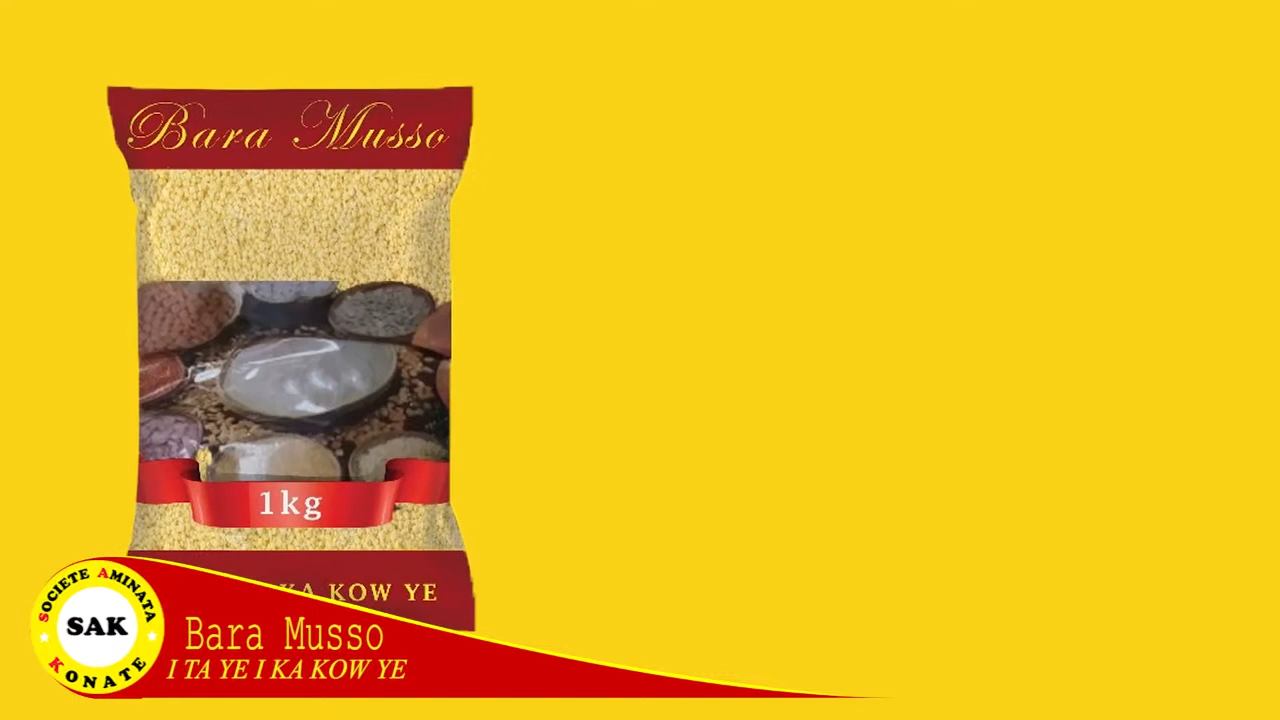 Bara Musso
1kg
KA KOW YE
SOCIETE AMINATA
SAK
KONATE
Bara Musso
I TA YE I KA KOW YE